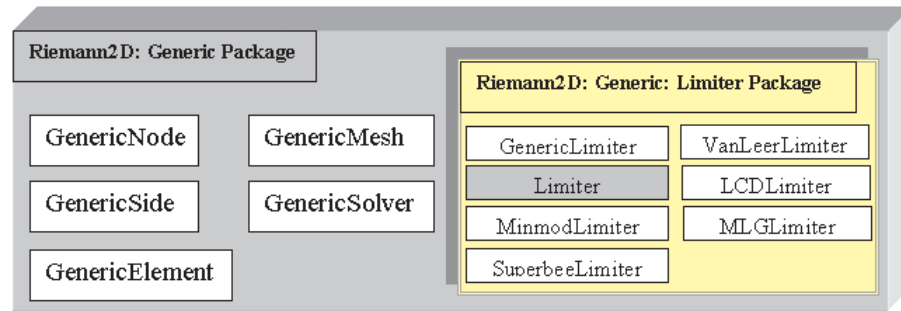 Riemann2D: Generic Package
GenericNode
GenericMesh
GenericSide
GenericSolver
GenericElement
Riemann2D: Generic: Limiter Package
GenericLimiter
VanLeerLimiter
Limiter
LCDLimiter
MinmodLimiter
MLGLimiter
SuperbeeLimiter